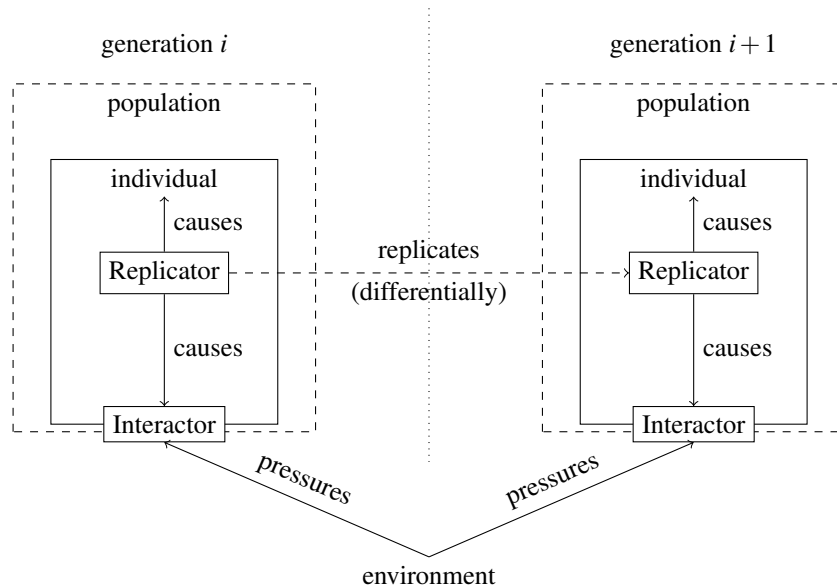 generation i
generation i + 1
population
population
individual
individual
causes
causes
replicates
Replicator
Replicator
(differentially)
causes
causes
Interactor
Interactor
pressures
pressures
environment